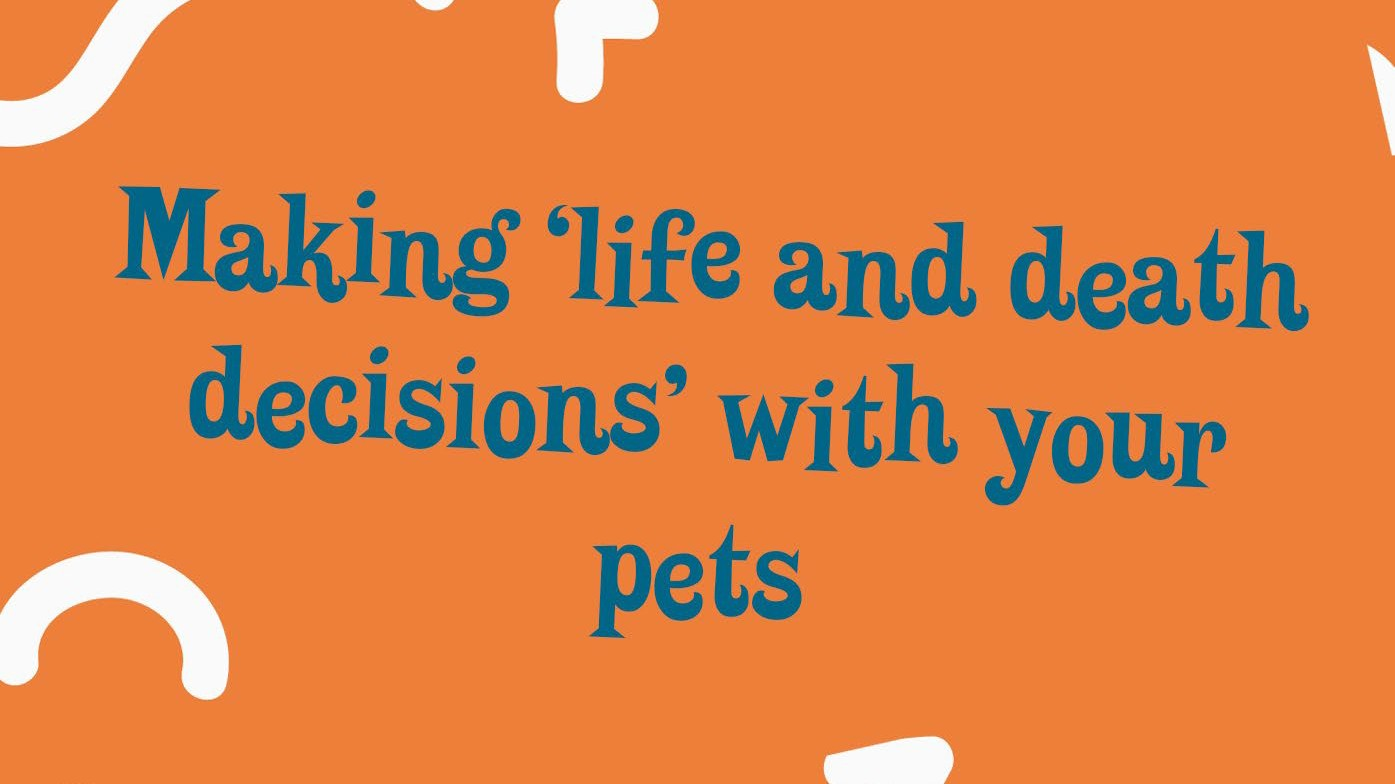 Making ‘life and death
decisions’ with your
pets